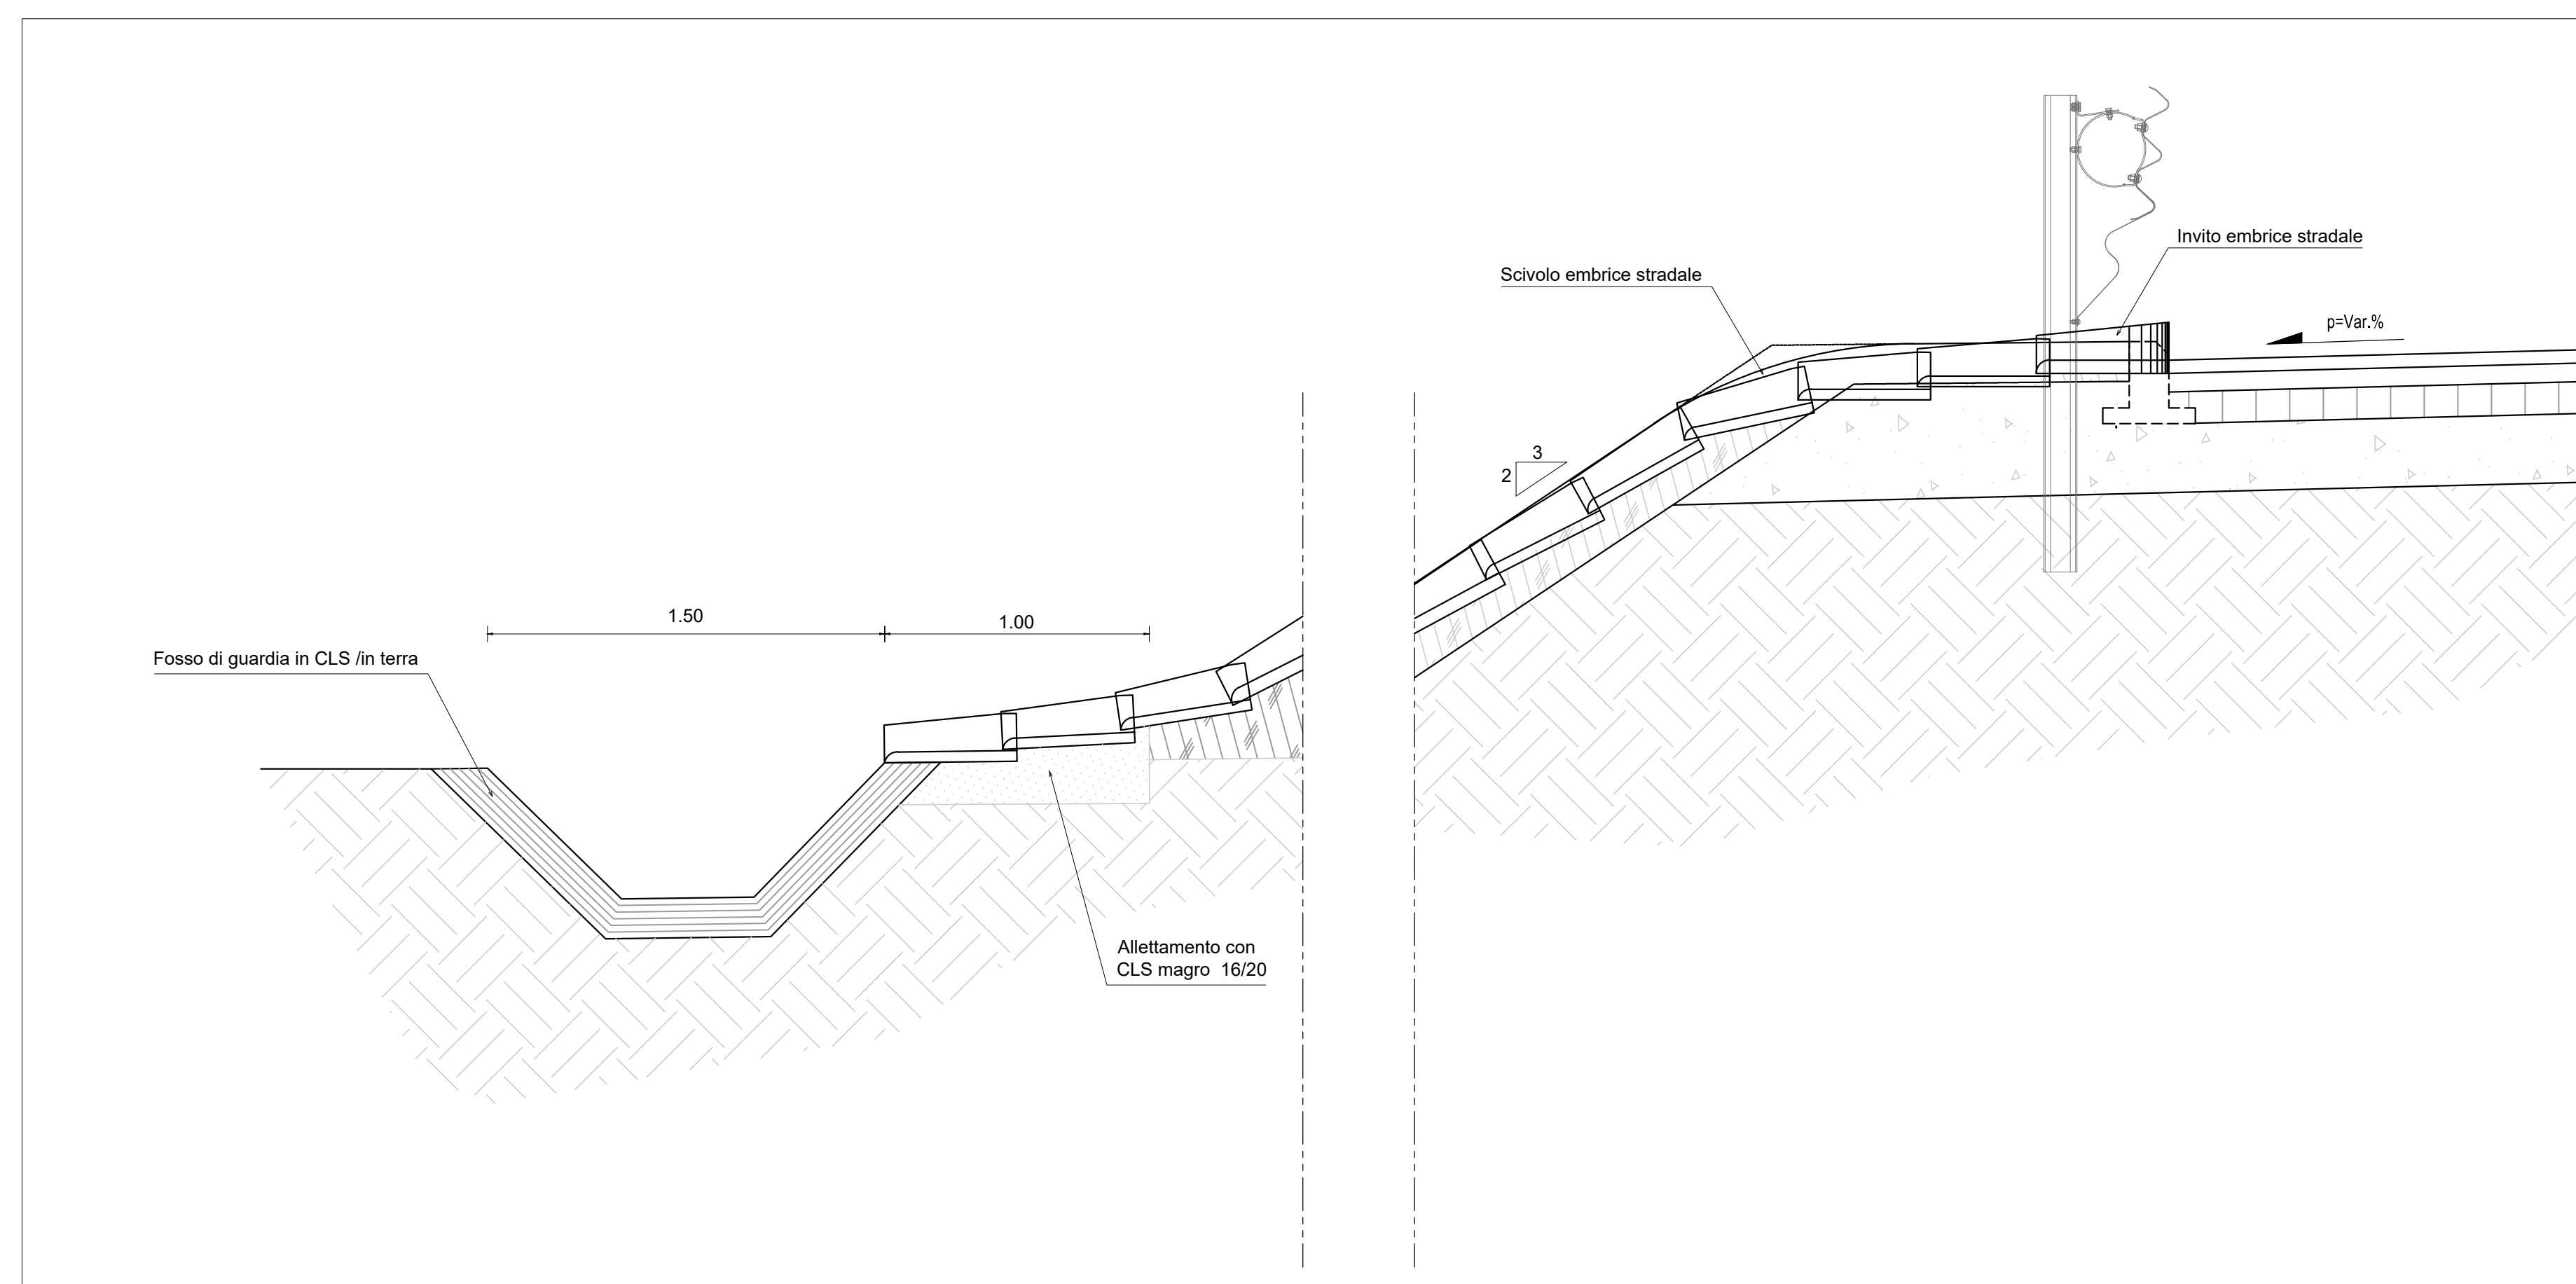 Invito embrice stradale
Scivolo embrice stradale
p=Var.%
3
2
1.50
1.00
Fosso di guardia in CLS /in terra
Allettamento con
CLS magro 16/20